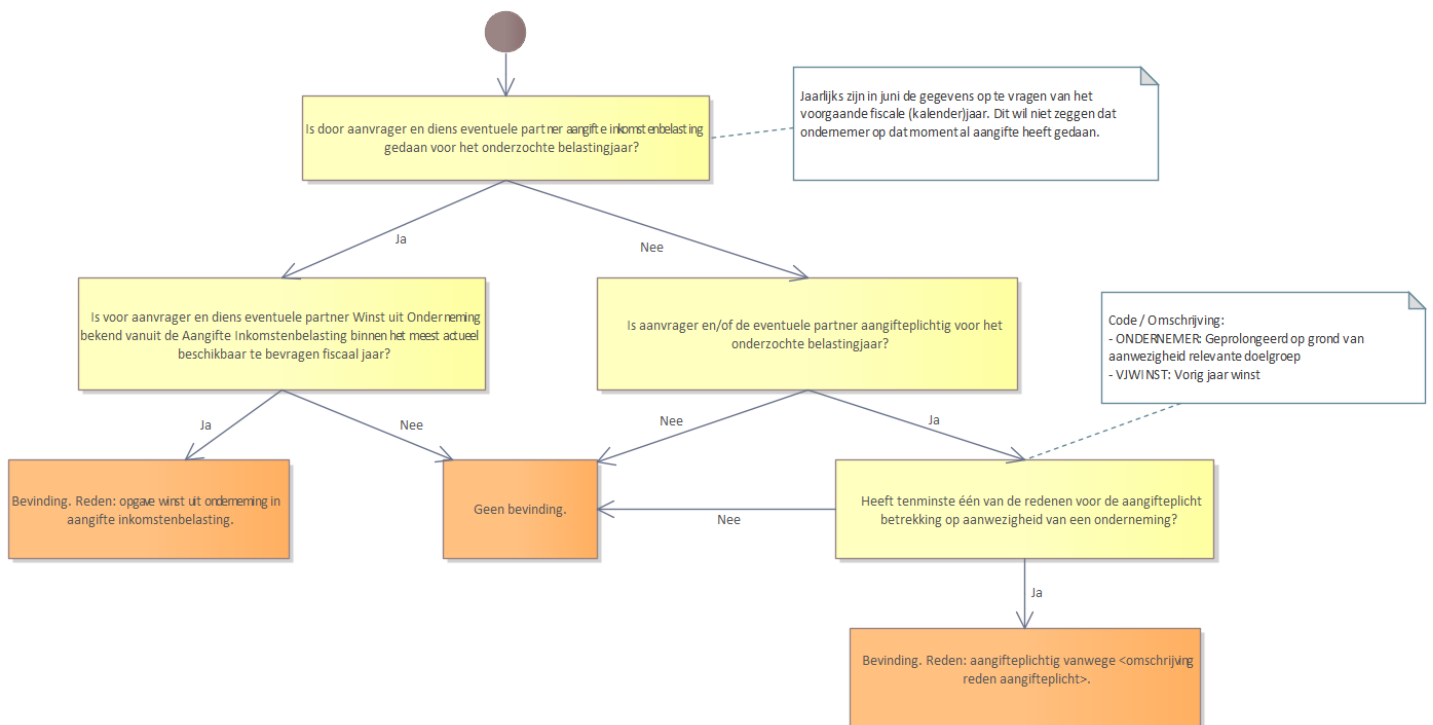 Is door aanvrager en diens eventuele partner aangifte inkomstenbelasting
gedaan voor het onderzochte belastingjaar?
Jaarlijks zijn in juni de gegevens op te vragen van het
voorgaande fiscale (kalender)jaar. Dit wil niet zeggen dat
ondernemer op dat moment al aangifte heeft gedaan.
Ja
Nee
Is voor aanvrager en diens eventuele partner Winst uit Onderneming
bekend vanuit de Aangifte Inkomstenbelasting binnen het meest actueel
beschikbaar te bevragen fiscaal jaar?
Is aanvrager en/of de eventuele partner aangifteplichtig voor het
onderzochte belastingjaar?
Code / Omschrijving:
- ONDERNEMER: Geprolongeerd op grond van
aanwezigheid relevante doelgroep
- VJWINST: Vorig jaar winst
Ja
Nee
Nee
Ja
Bevinding. Reden: opgave winst uit onderneming in
aangifte inkomstenbelasting.
Geen bevinding.
Heeft tenminste één van de redenen voor de aangifteplicht
betrekking op aanwezigheid van een onderneming?
Nee
Ja
Bevinding. Reden: aangifteplichtig vanwege <omschrijving
reden aangifteplicht>.